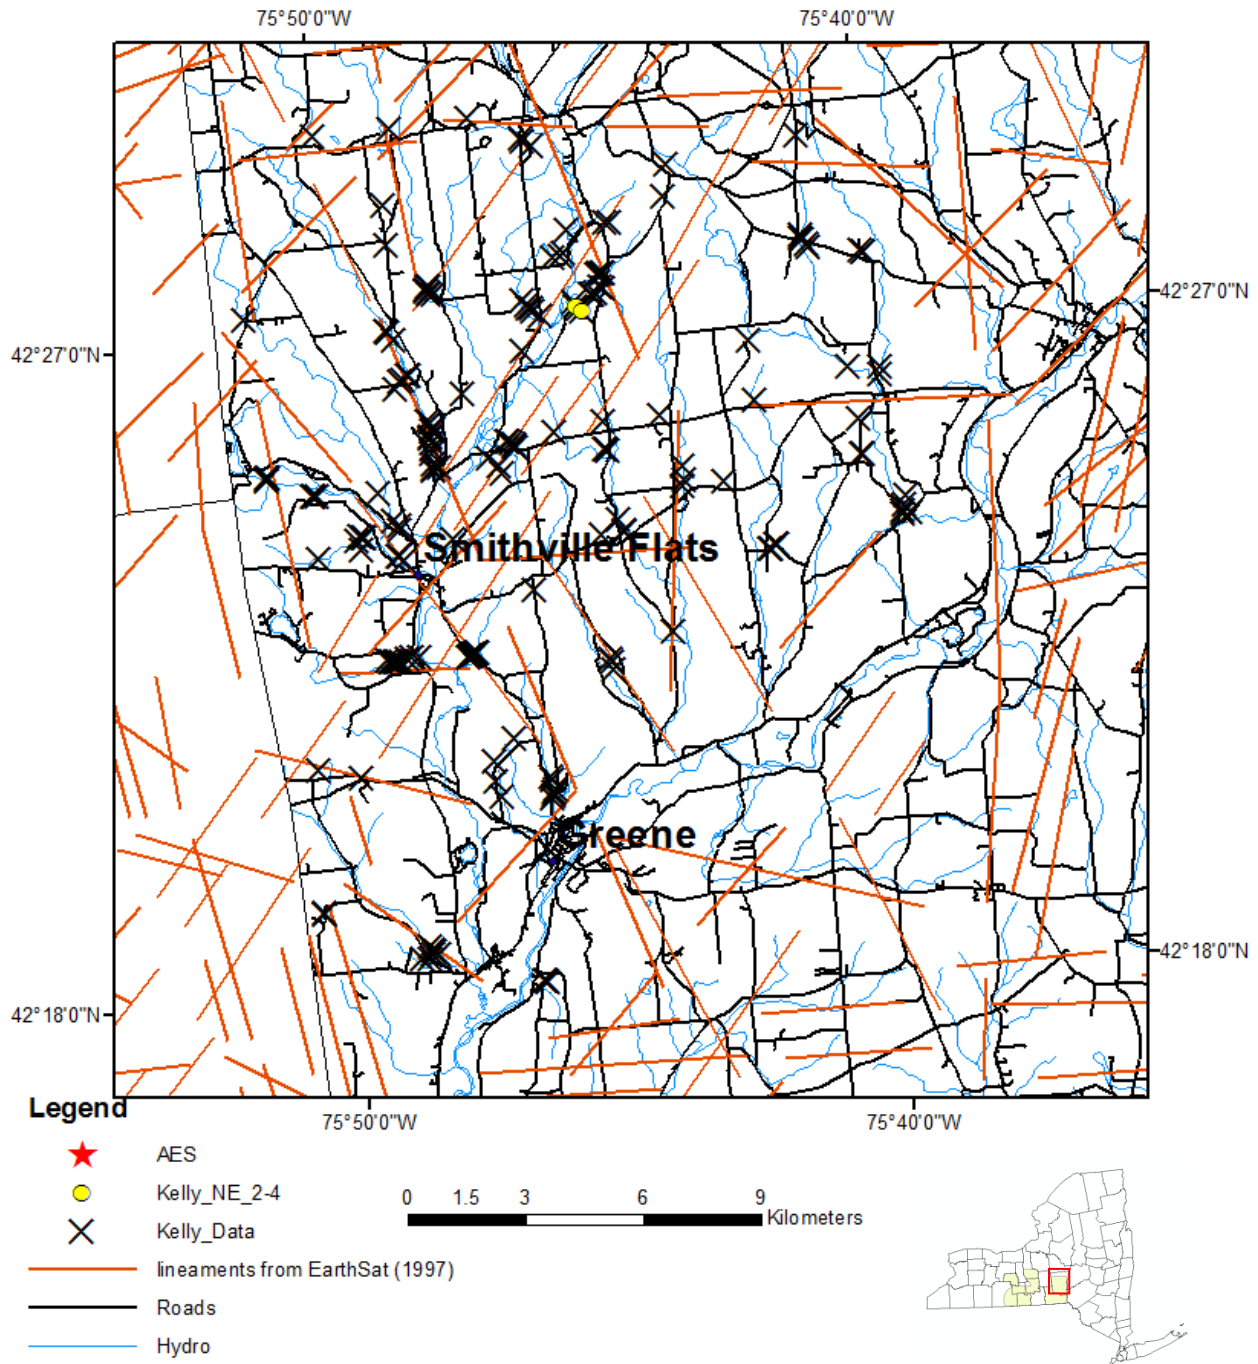 75°50'0"W
75°40'0"W
42°27'0"N
42°27'0"N
Smithville Flats
Greene
42°18'0"N
42°18'0"N
75°50'0"W
75°40'0"W
Legend
AES
Kelly_NE_2-4
Kelly_Data
lineaments from EarthSat (1997)
Roads
Hydro
0 1.5 3 6 9
Kilometers